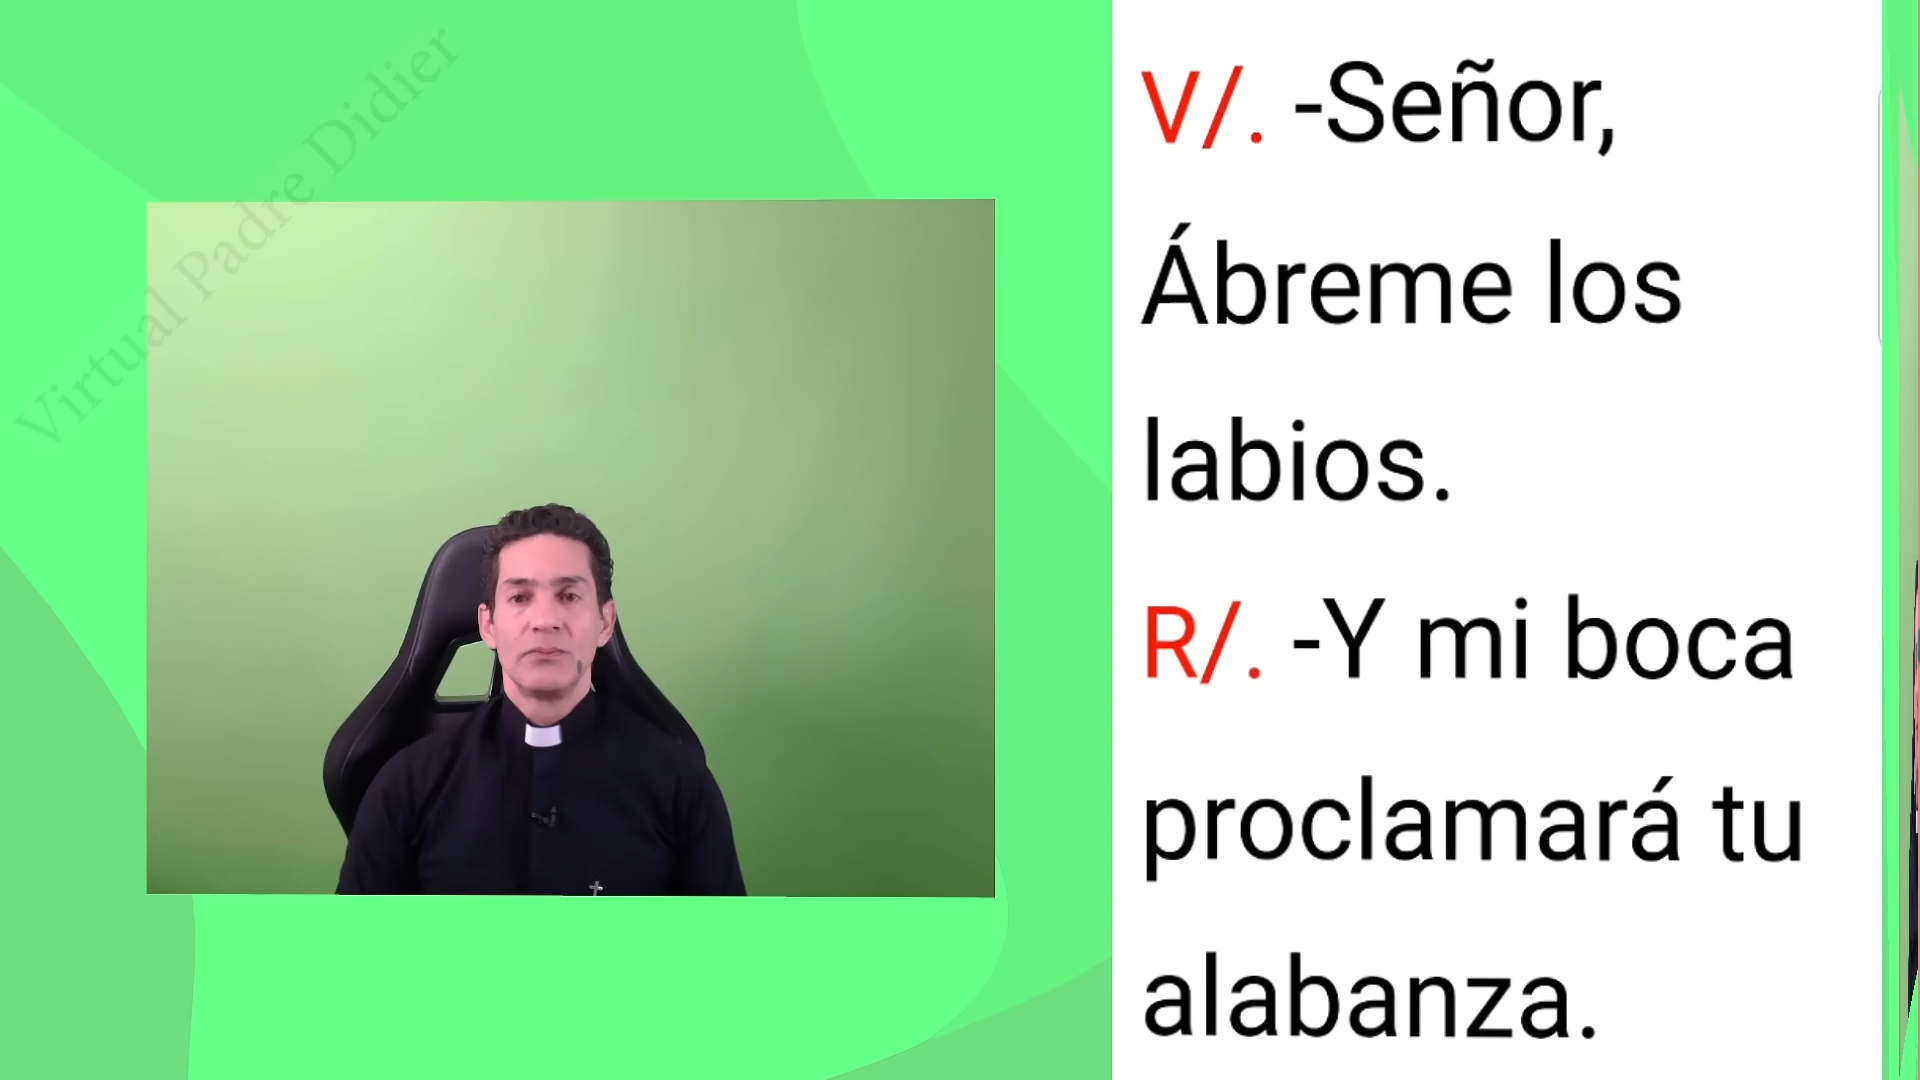 Virtual Padre Didier
V/. -Señor,
Ábreme los
labios.
R/. -Y mi boca
proclamará tu
alabanza.